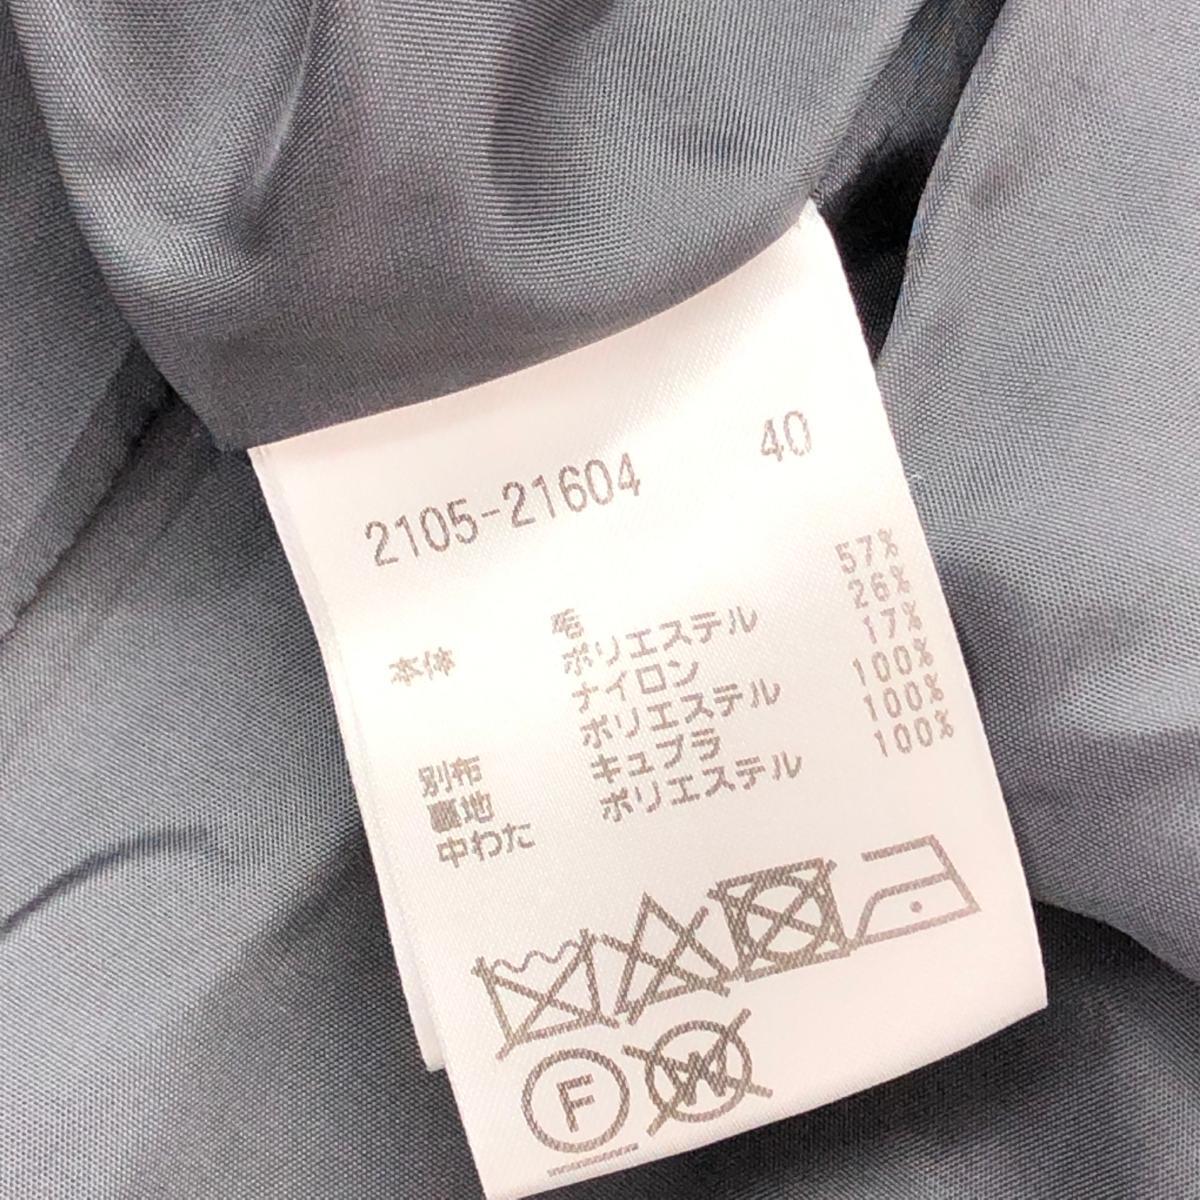 2105-21604 40
本体 毛 57%
ポリエステル 26%
ナイロン 17%
別布 ポリエステル 100%
裏地 キュプラ 100%
中わた ポリエステル 100%
F W